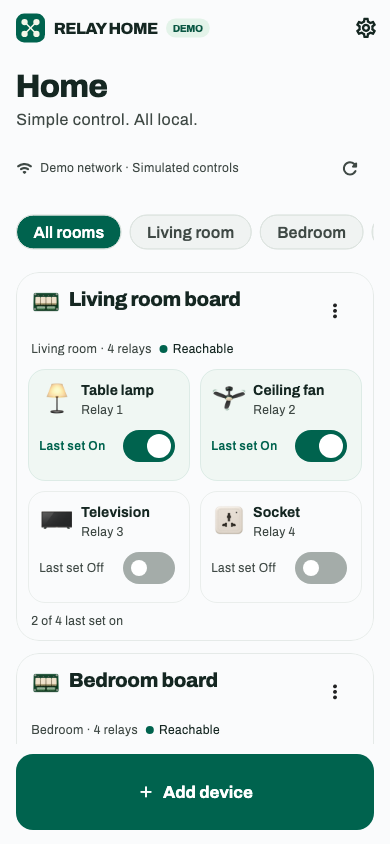 RELAY HOME DEMO
Home
Simple control. All local.
Demo network · Simulated controls
All rooms
Living room
Bedroom
Living room board
Living room · 4 relays
Reachable
Table lamp
Relay 1
Last set On
Ceiling fan
Relay 2
Last set On
Television
Relay 3
Last set Off
Socket
Relay 4
Last set Off
2 of 4 last set on
Bedroom board
Bedroom · 4 relays
Reachable
+ Add device